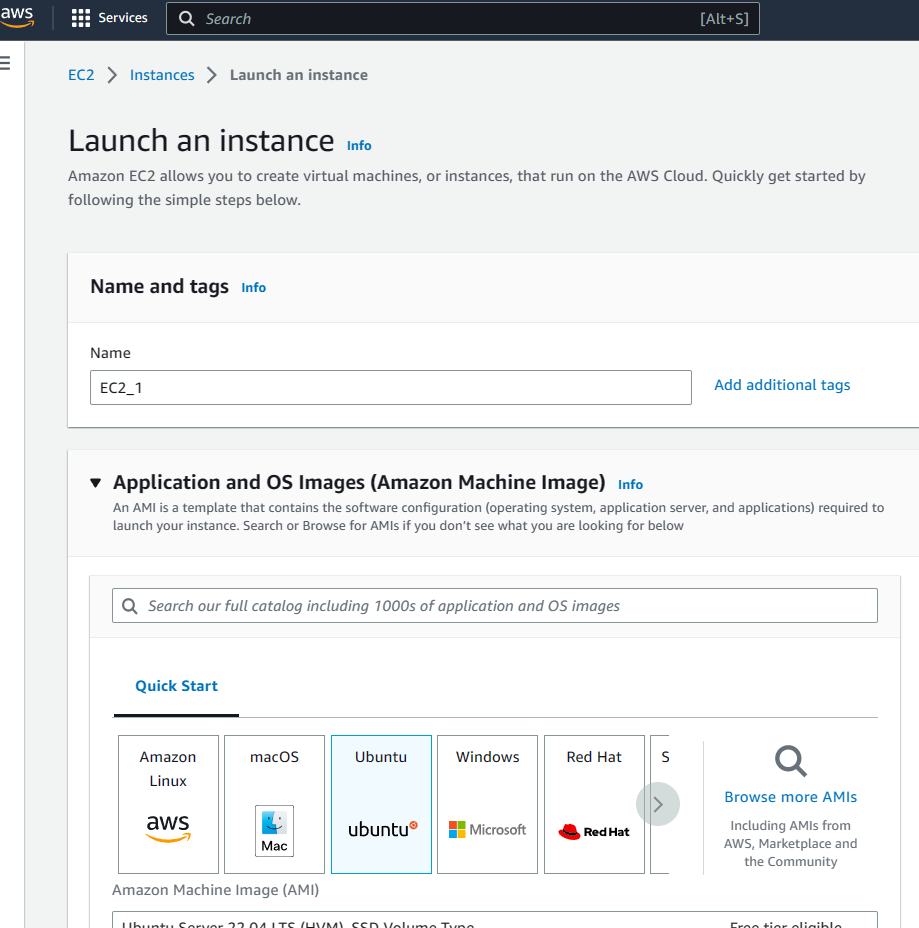 aws Services Search [Alt+S]
EC2 Instances Launch an instance
Launch an instance Info
Amazon EC2 allows you to create virtual machines, or instances, that run on the AWS Cloud. Quickly get started by
following the simple steps below.
Name and tags Info
Name
EC2_1 Add additional tags
Application and OS Images (Amazon Machine Image) Info
An AMI is a template that contains the software configuration (operating system, application server, and applications) required to
launch your instance. Search or Browse for AMIs if you don't see what you are looking for below
Search our full catalog including 1000s of application and OS images
Quick Start
Amazon
Linux
aws
macOS
Mac
Ubuntu
ubuntu
Windows
Microsoft
Red Hat
Red Hat
S
Browse more AMIs
Including AMIs from
AWS, Marketplace and
the Community
Amazon Machine Image (AMI)
Ubuntu Server 22.04 LTS (HVM), SSD Volume Type Free tier eligible